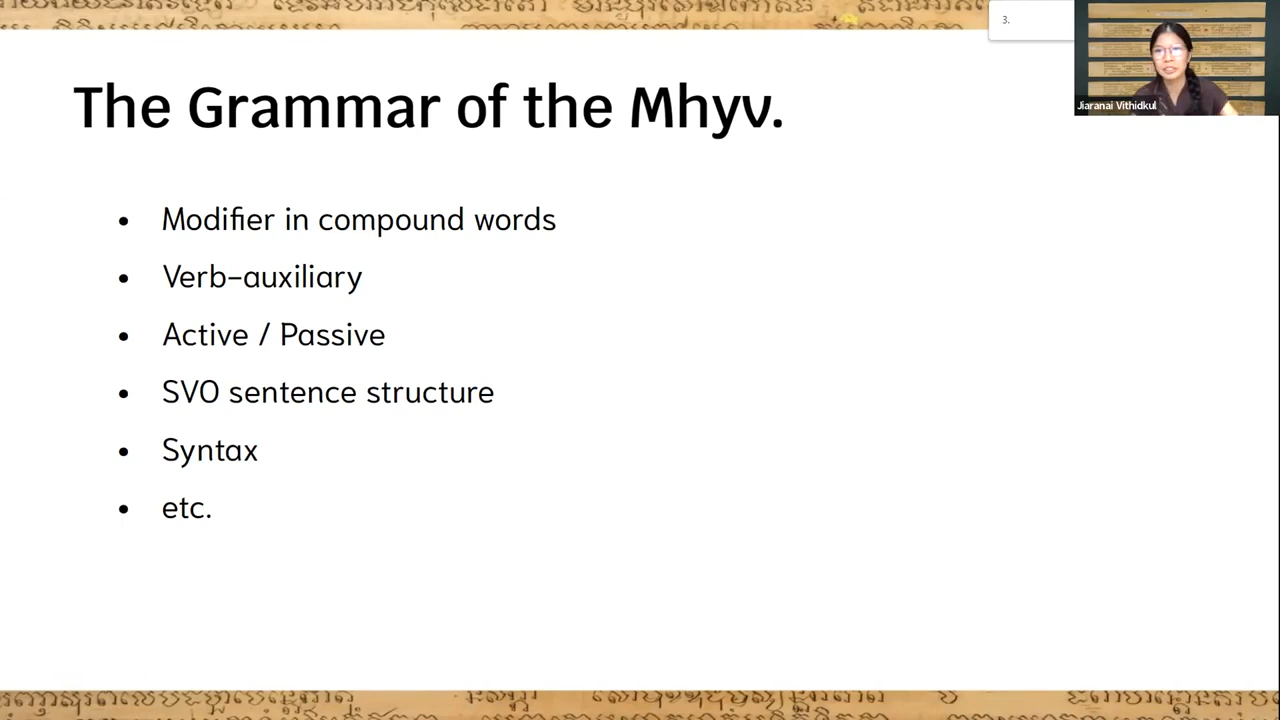 3.
Jiaranai Vithidkul
The Grammar of the Mhyv.
• Modifier in compound words
• Verb-auxiliary
• Active / Passive
• SVO sentence structure
• Syntax
• etc.